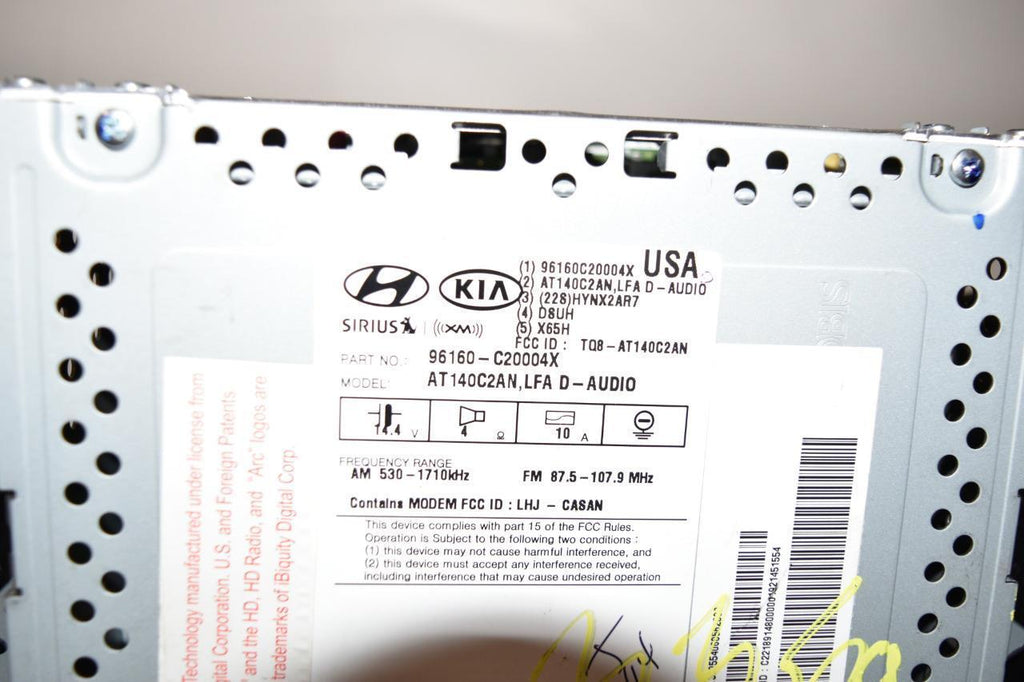 USA
(1) 96160C20004X
(2) AT140C2AN,LFA D-AUDIO
(3) (228)HYNX2AR7
(4) D8UH
(5) X65H
FCC ID : TQ8-AT140C2AN
KIA
SIRIUS (((XM)))
PART NO.: 96160-C20004X
MODEL: AT140C2AN,LFA D-AUDIO
14.4 V
4 Ω
10 A
FREQUENCY RANGE
AM 530-1710kHz FM 87.5-107.9 MHz
Contains MODEM FCC ID : LHJ - CASAN
This device complies with part 15 of the FCC Rules.
Operation is Subject to the following two conditions :
(1) this device may not cause harmful interference, and
(2) this device must accept any interference received,
including interference that may cause undesired operation
Technology manufactured under license from
Digital Corporation. U.S. and Foreign Patents
and the HD, HD Radio, and "Arc" logos are
trademarks of iBiquity Digital Corp.